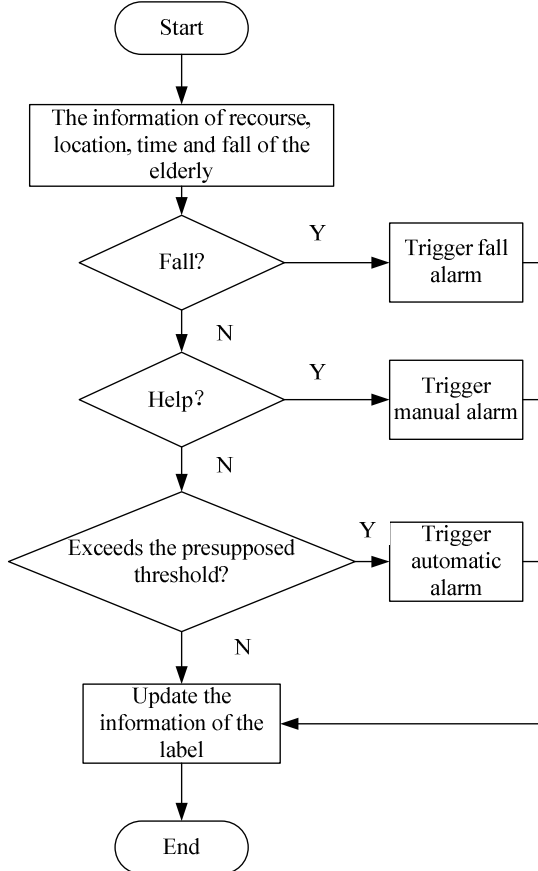 Start
The information of recourse,
location, time and fall of the
elderly
Fall?
Y
Trigger fall
alarm
N
Help?
Y
Trigger
manual alarm
N
Exceeds the presupposed
threshold?
Y
Trigger
automatic
alarm
N
Update the
information of the
label
End